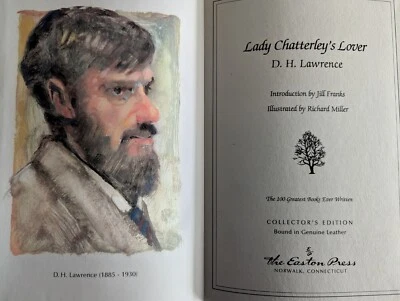 D. H. Lawrence (1885 - 1930)
Lady Chatterley's Lover
D. H. LAWRENCE
Introduction by Jill Franks
Illustrated by Richard Miller
The 100 Greatest Books Ever Written
COLLECTOR'S EDITION
Bound in Genuine Leather
The Easton Press
NORWALK, CONNECTICUT